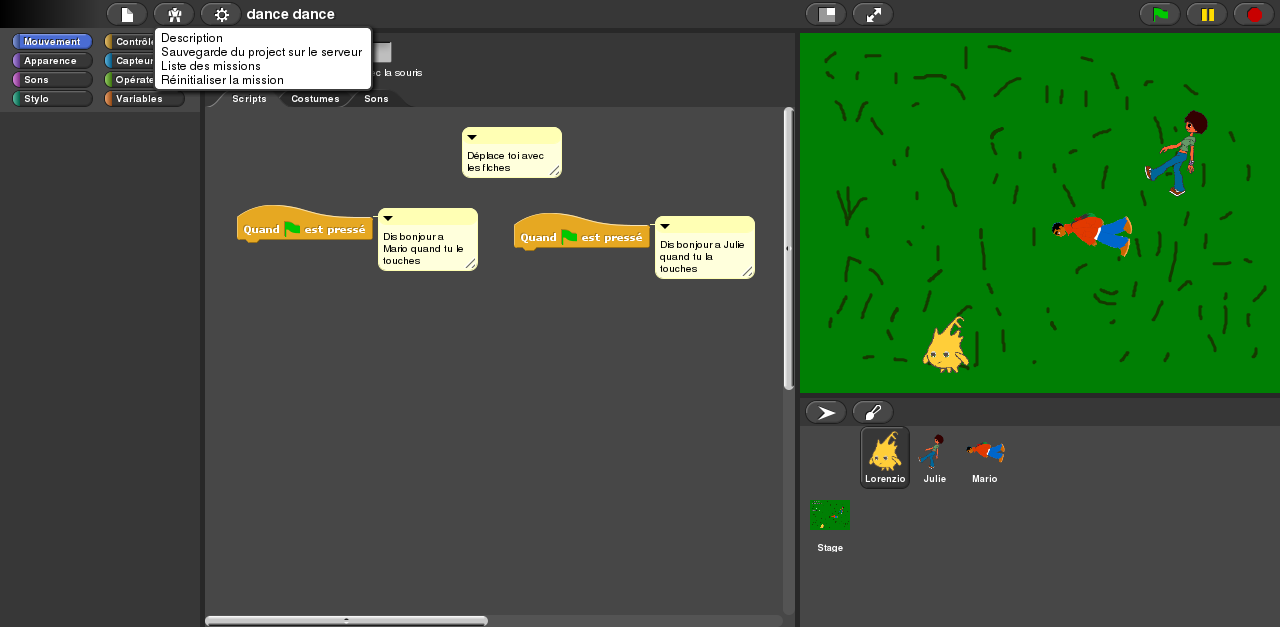 dance dance
Description
Sauvegarde du project sur le serveur
Liste des missions
Réinitialiser la mission
Mouvement
Contrôle
Apparence
Capteur
Sons
Opérate
Stylo
Variables
c la souris
Scripts
Costumes
Sons
Déplace toi avec
les flches
Quand est pressé
Dis bonjour a
Mario quand tu le
touches
Quand est pressé
Dis bonjour a Julie
quand tu la
touches
Lorenzio
Julie
Mario
Stage